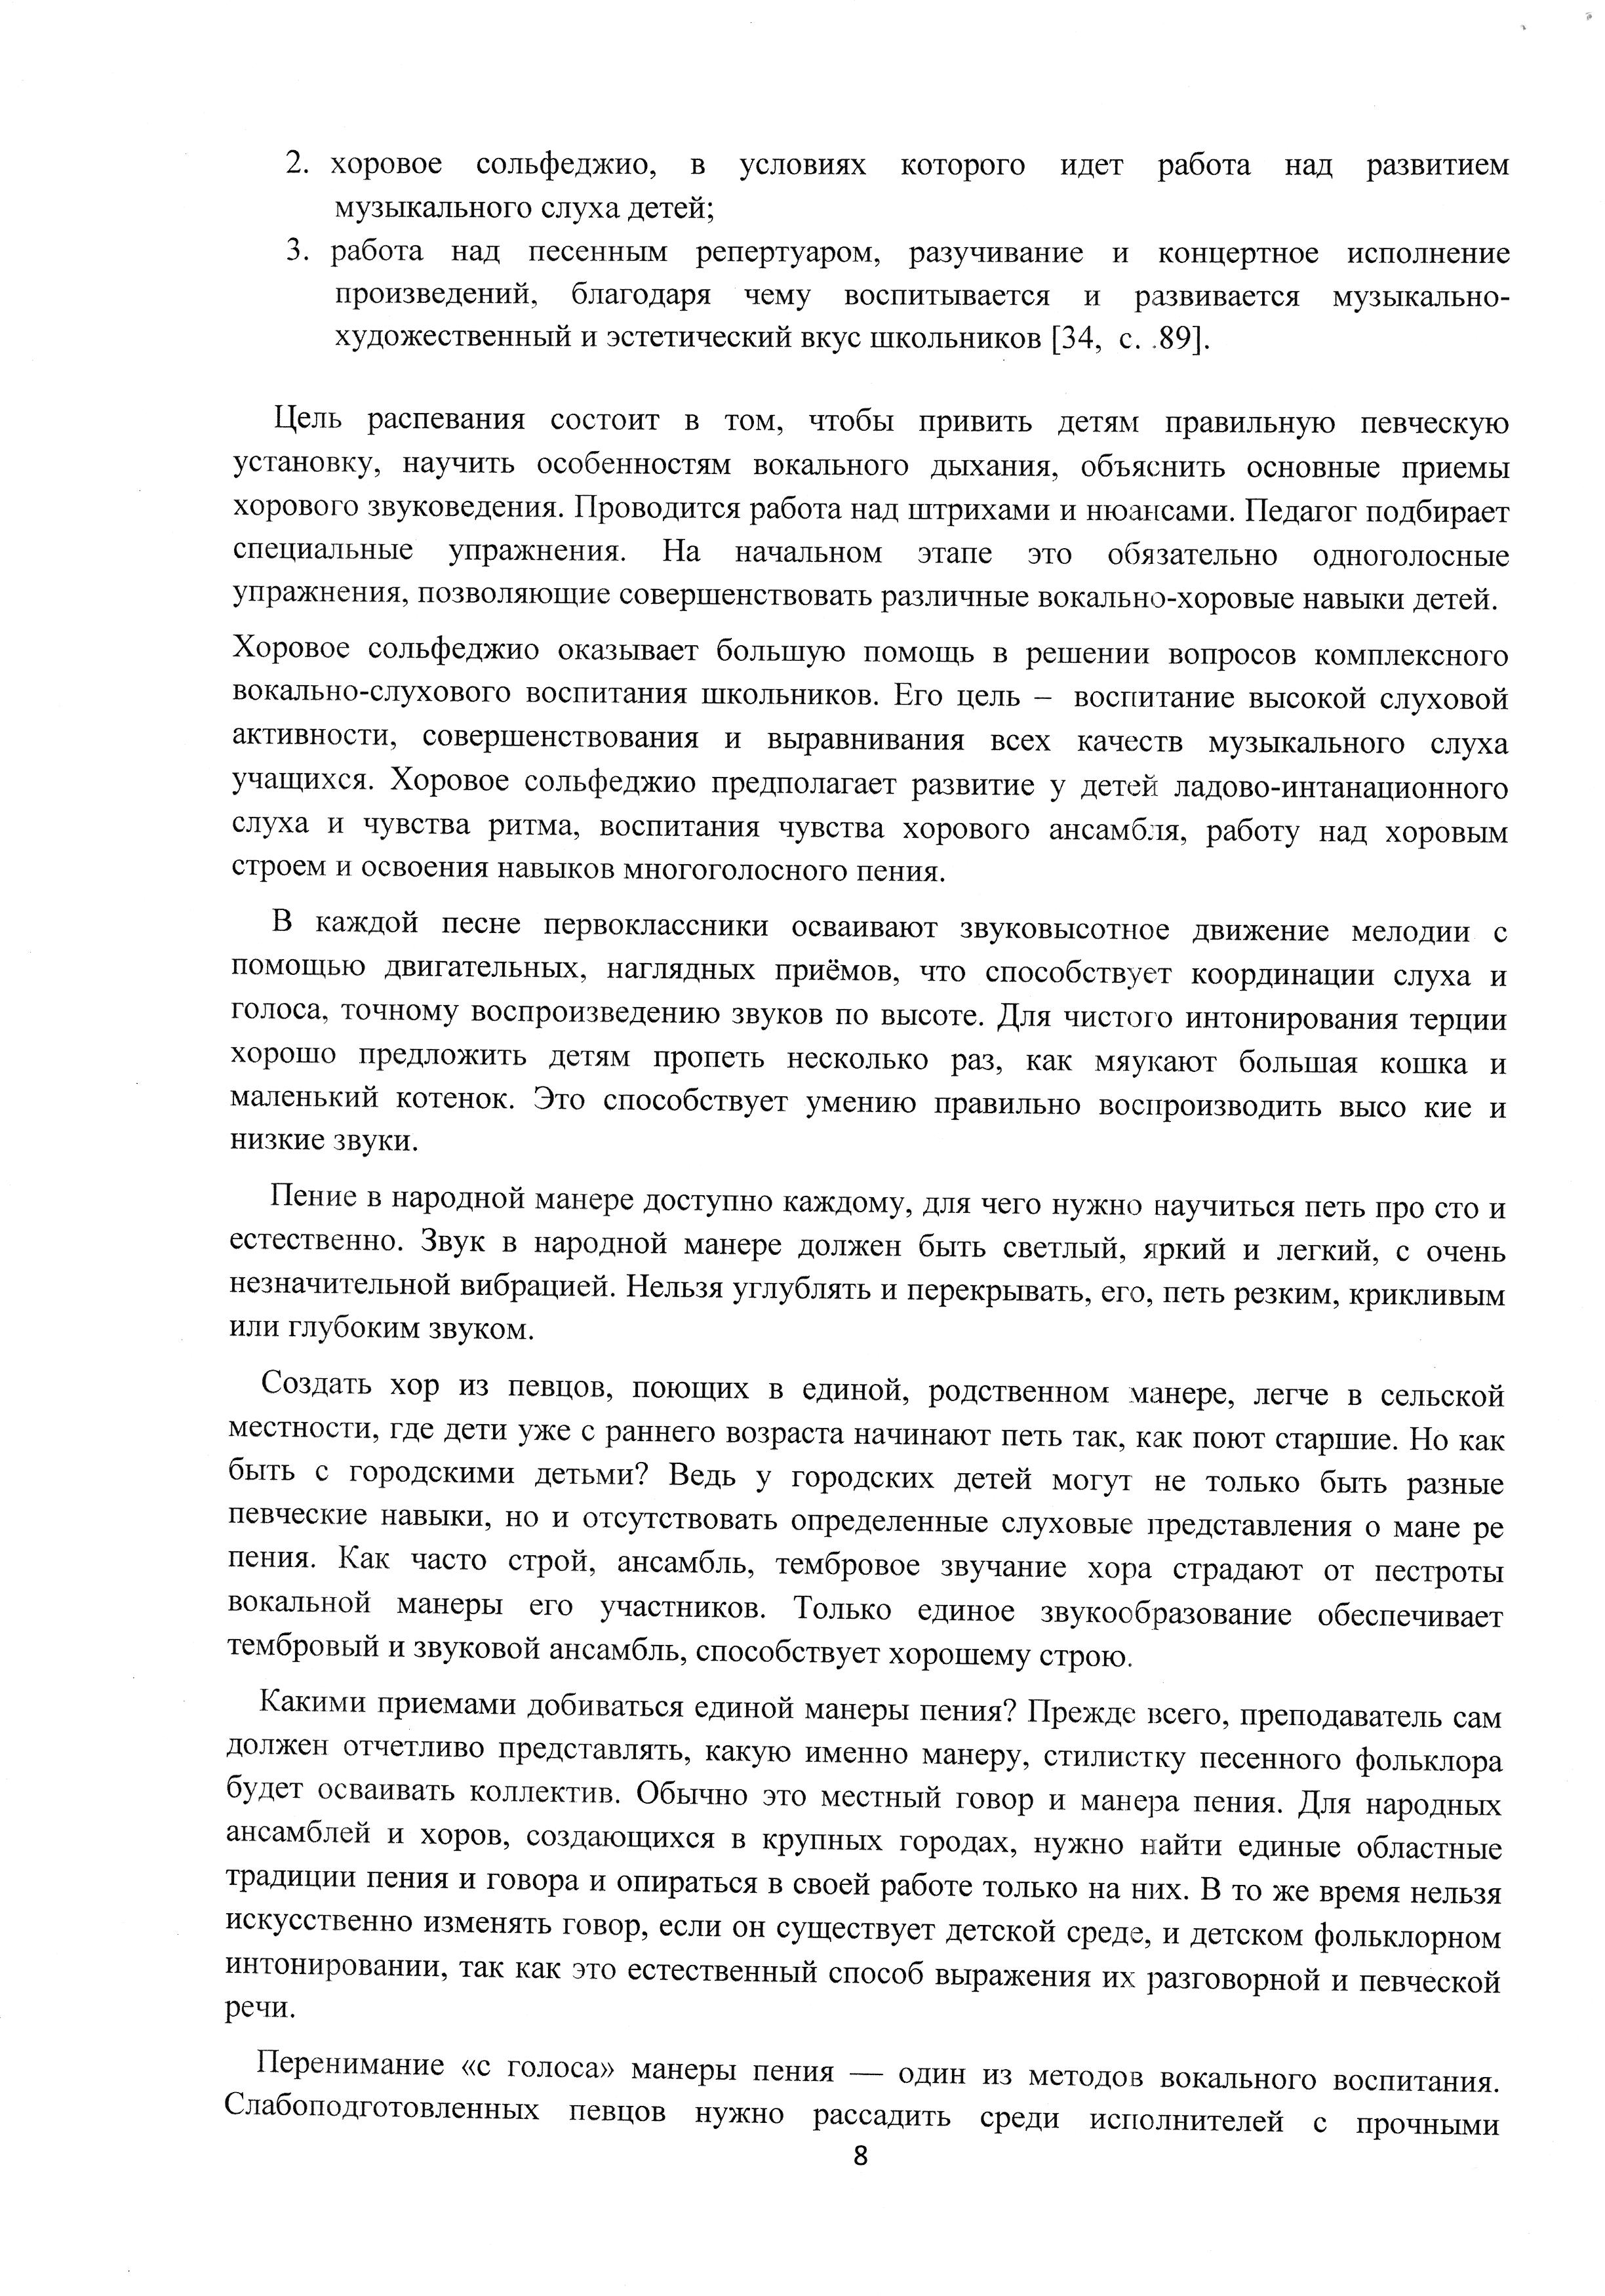 2. хоровое сольфеджио, в условиях которого идет работа над развитием
музыкального слуха детей;
3. работа над песенным репертуаром, разучивание и концертное исполнение
произведений, благодаря чему воспитывается и развивается музыкально-
художественный и эстетический вкус школьников [34, с. .89].
Цель распевания состоит в том, чтобы привить детям правильную певческую
установку, научить особенностям вокального дыхания, объяснить основные приемы
хорового звуковедения. Проводится работа над штрихами и нюансами. Педагог подбирает
специальные упражнения. На начальном этапе это обязательно одноголосные
упражнения, позволяющие совершенствовать различные вокально-хоровые навыки детей.
Хоровое сольфеджио оказывает большую помощь в решении вопросов комплексного
вокально-слухового воспитания школьников. Его цель – воспитание высокой слуховой
активности, совершенствования и выравнивания всех качеств музыкального слуха
учащихся. Хоровое сольфеджио предполагает развитие у детей ладово-интанационного
слуха и чувства ритма, воспитания чувства хорового ансамбля, работу над хоровым
строем и освоения навыков многоголосного пения.
В каждой песне первоклассники осваивают звуковысотное движение мелодии с
помощью двигательных, наглядных приёмов, что способствует координации слуха и
голоса, точному воспроизведению звуков по высоте. Для чистого интонирования терции
хорошо предложить детям пропеть несколько раз, как мяукают большая кошка и
маленький котенок. Это способствует умению правильно воспроизводить высо кие и
низкие звуки.
Пение в народной манере доступно каждому, для чего нужно научиться петь про сто и
естественно. Звук в народной манере должен быть светлый, яркий и легкий, с очень
незначительной вибрацией. Нельзя углублять и перекрывать, его, петь резким, крикливым
или глубоким звуком.
Создать хор из певцов, поющих в единой, родственном манере, легче в сельской
местности, где дети уже с раннего возраста начинают петь так, как поют старшие. Но как
быть с городскими детьми? Ведь у городских детей могут не только быть разные
певческие навыки, но и отсутствовать определенные слуховые представления о мане ре
пения. Как часто строй, ансамбль, тембровое звучание хора страдают от пестроты
вокальной манеры его участников. Только единое звукообразование обеспечивает
тембровый и звуковой ансамбль, способствует хорошему строю.
Какими приемами добиваться единой манеры пения? Прежде всего, преподаватель сам
должен отчетливо представлять, какую именно манеру, стилистку песенного фольклора
будет осваивать коллектив. Обычно это местный говор и манера пения. Для народных
ансамблей и хоров, создающихся в крупных городах, нужно найти единые областные
традиции пения и говора и опираться в своей работе только на них. В то же время нельзя
искусственно изменять говор, если он существует детской среде, и детском фольклорном
интонировании, так как это естественный способ выражения их разговорной и певческой
речи.
Перенимание «с голоса» манеры пения — один из методов вокального воспитания.
Слабоподготовленных певцов нужно рассадить среди исполнителей с прочными
8